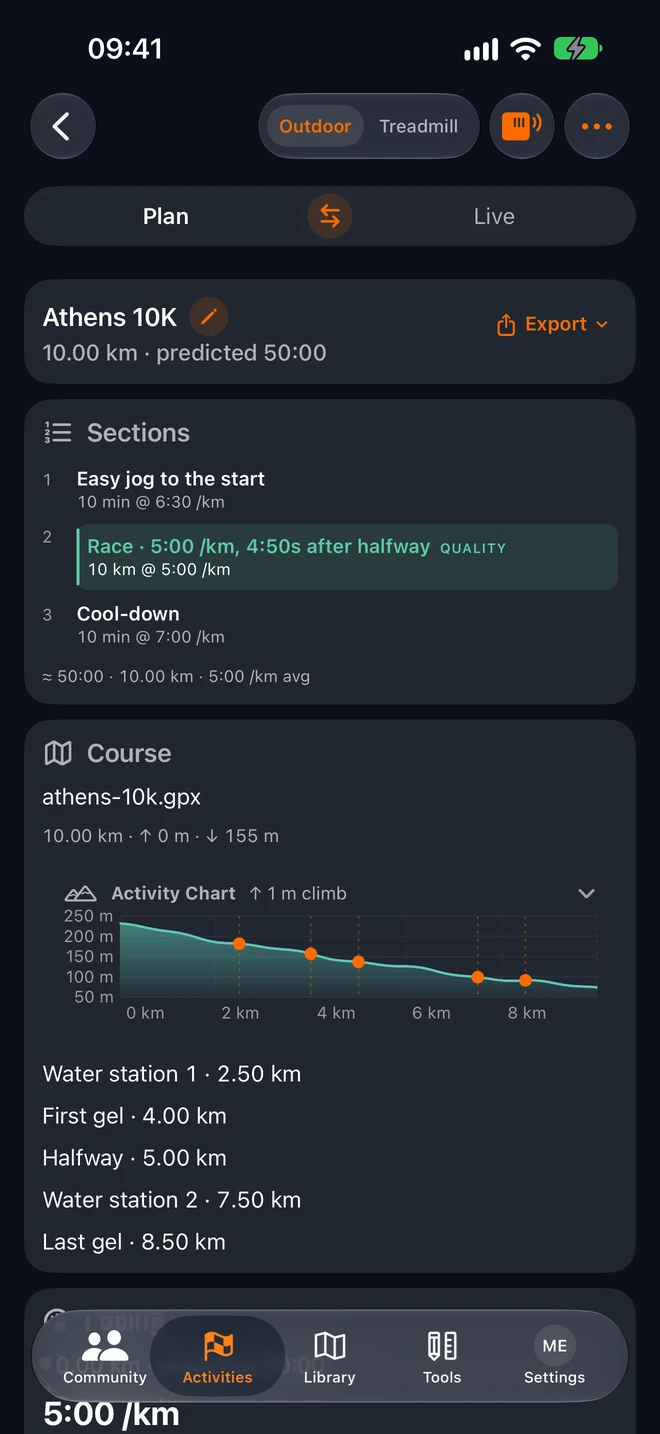 09:41
Outdoor Treadmill
Plan Live
Athens 10K
10.00 km · predicted 50:00
Export
Sections
1 Easy jog to the start
10 min @ 6:30 /km
2 Race · 5:00 /km, 4:50s after halfway QUALITY
10 km @ 5:00 /km
3 Cool-down
10 min @ 7:00 /km
≈ 50:00 · 10.00 km · 5:00 /km avg
Course
athens-10k.gpx
10.00 km · ↑ 0 m · ↓ 155 m
Activity Chart ↑ 1 m climb
250 m
200 m
150 m
100 m
50 m
0 km 2 km 4 km 6 km 8 km
Water station 1 · 2.50 km
First gel · 4.00 km
Halfway · 5.00 km
Water station 2 · 7.50 km
Last gel · 8.50 km
ME
Community Activities Library Tools Settings
5:00 /km